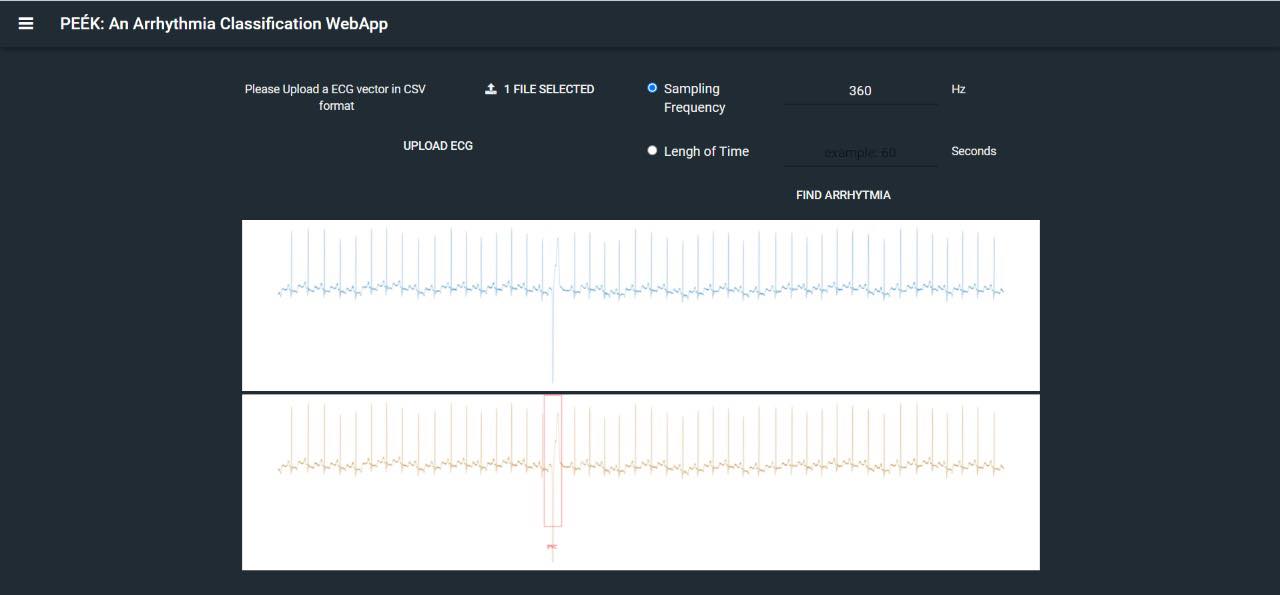 PEÉK: An Arrhythmia Classification WebApp
Please Upload a ECG vector in CSV
format
1 FILE SELECTED
UPLOAD ECG
Sampling
Frequency
360
Hz
Lengh of Time
example: 60
Seconds
FIND ARRHYTMIA
PVC